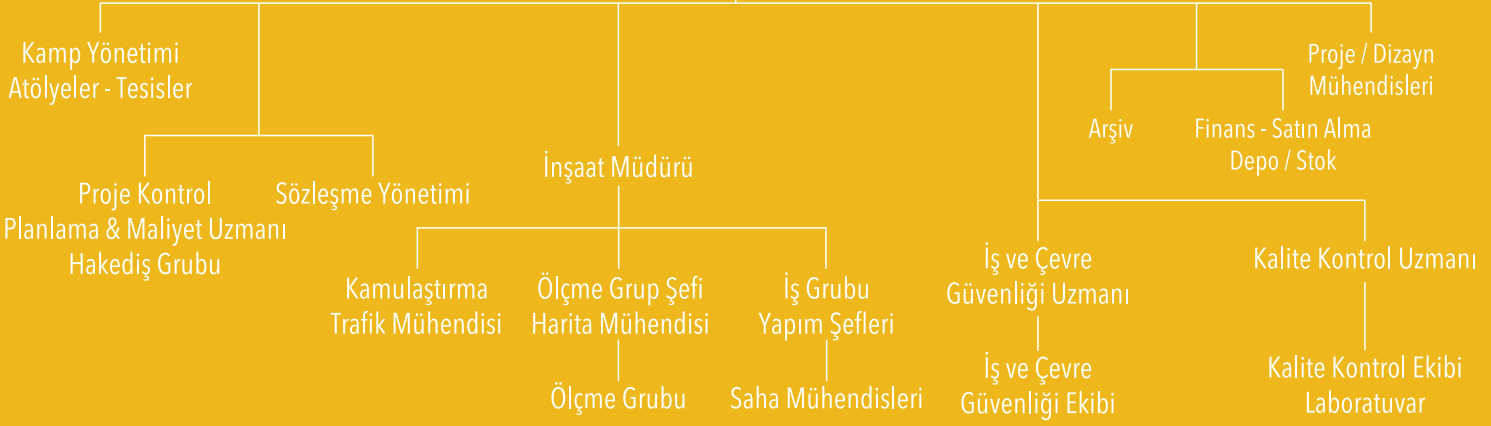 Kamp Yönetimi
Atölyeler - Tesisler
Proje / Dizayn
Mühendisleri
Arşiv
Finans - Satın Alma
Depo / Stok
Proje Kontrol
Planlama & Maliyet Uzmanı
Hakediş Grubu
Sözleşme Yönetimi
İnşaat Müdürü
Kamulaştırma
Trafik Mühendisi
Ölçme Grup Şefi
Harita Mühendisi
İş Grubu
Yapım Şefleri
İş ve Çevre
Güvenliği Uzmanı
Kalite Kontrol Uzmanı
Ölçme Grubu
Saha Mühendisleri
İş ve Çevre
Güvenliği Ekibi
Kalite Kontrol Ekibi
Laboratuvar